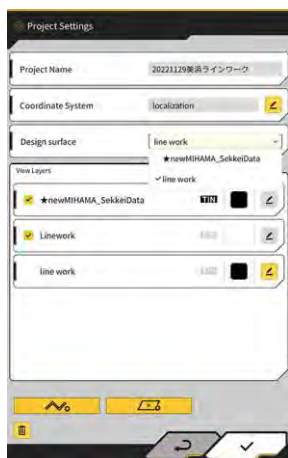 Project Settings
Project Name
20221129美浜ラインワーク
Coordinate System
localization
Design surface
line work
★newMIHAMA_SekkeiData
✓line work
View Layers
★newMIHAMA_SekkeiData
TIN
Linework
line work